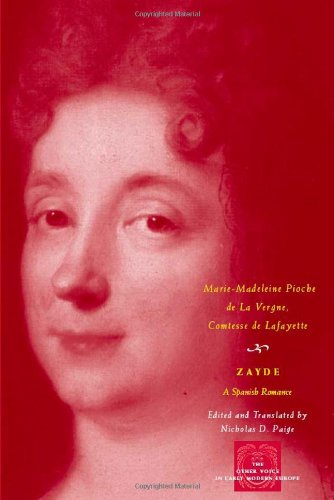 Marie-Madeleine Pioche
de La Vergne,
Comtesse de Lafayette
ZAYDE
A Spanish Romance
Edited and Translated by
Nicholas D. Paige
THE
OTHER VOICE
IN EARLY MODERN EUROPE